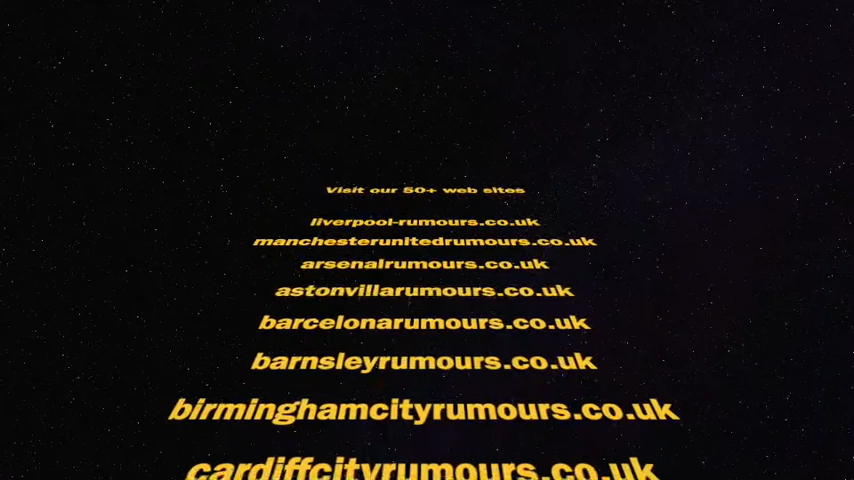 Visit our 50+ web sites
liverpool-rumours.co.uk
manchesterunitedrumours.co.uk
arsenalrumours.co.uk
astonvillarumours.co.uk
barcelonarumours.co.uk
barnsleyrumours.co.uk
birminghamcityrumours.co.uk
cardiffcityrumours.co.uk